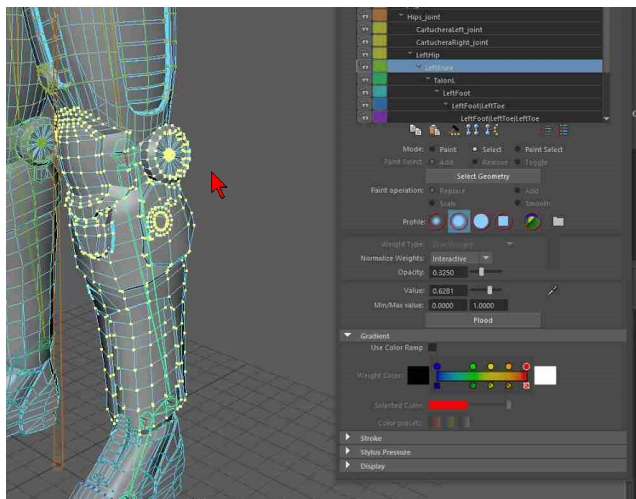 Hips_joint
CartucheraLeft_joint
CartucheraRight_joint
LeftHip
LeftKnee
TalonL
LeftFoot
LeftFoot|LeftToe
LeftFoot|LeftToe|LeftToe
Mode: Paint Select Paint Select
Paint Select: Add Remove Toggle
Select Geometry
Paint operation: Replace Add
Scale Smooth
Profile:
Weight Type:
Normalize Weights: Interactive
Opacity: 0.3250
Value: 0.6281
Min/Max value: 0.0000 1.0000
Flood
Gradient
Use Color Ramp
Weight Color:
Selected Color:
Color presets:
Stroke
Stylus Pressure
Display